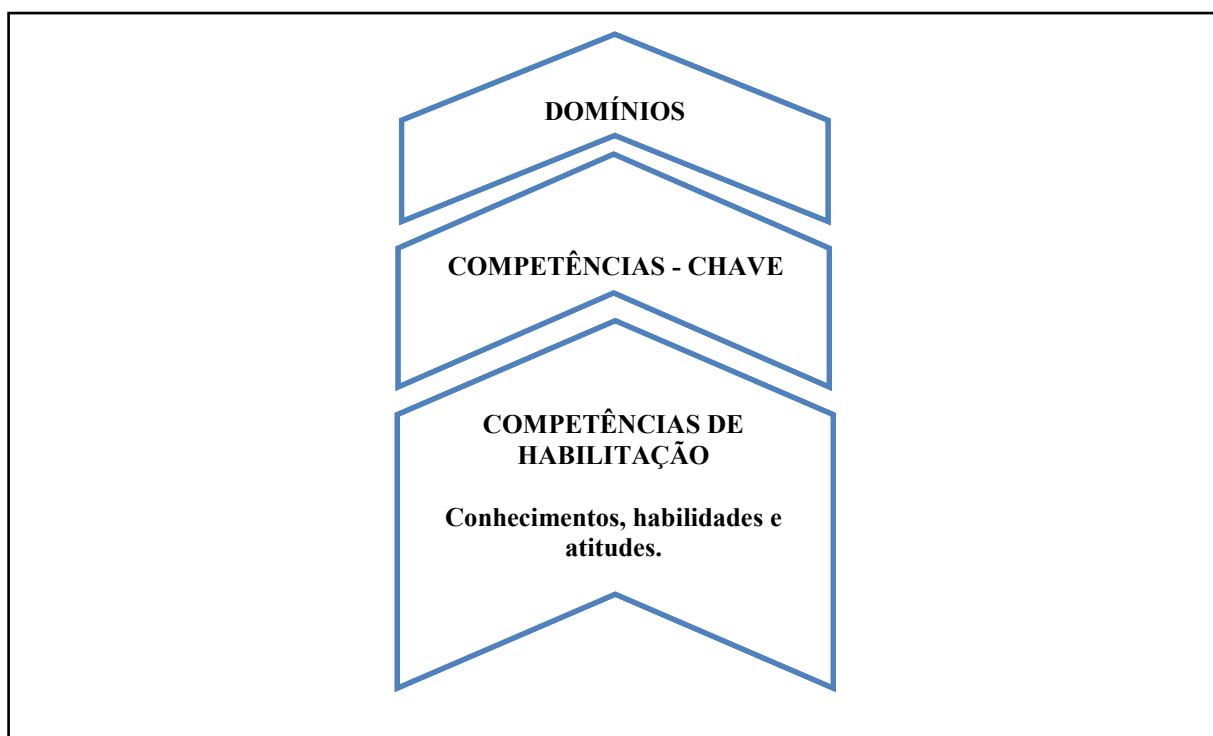 DOMÍNIOS
COMPETÊNCIAS - CHAVE
COMPETÊNCIAS DE
HABILITAÇÃO
Conhecimentos, habilidades e
atitudes.